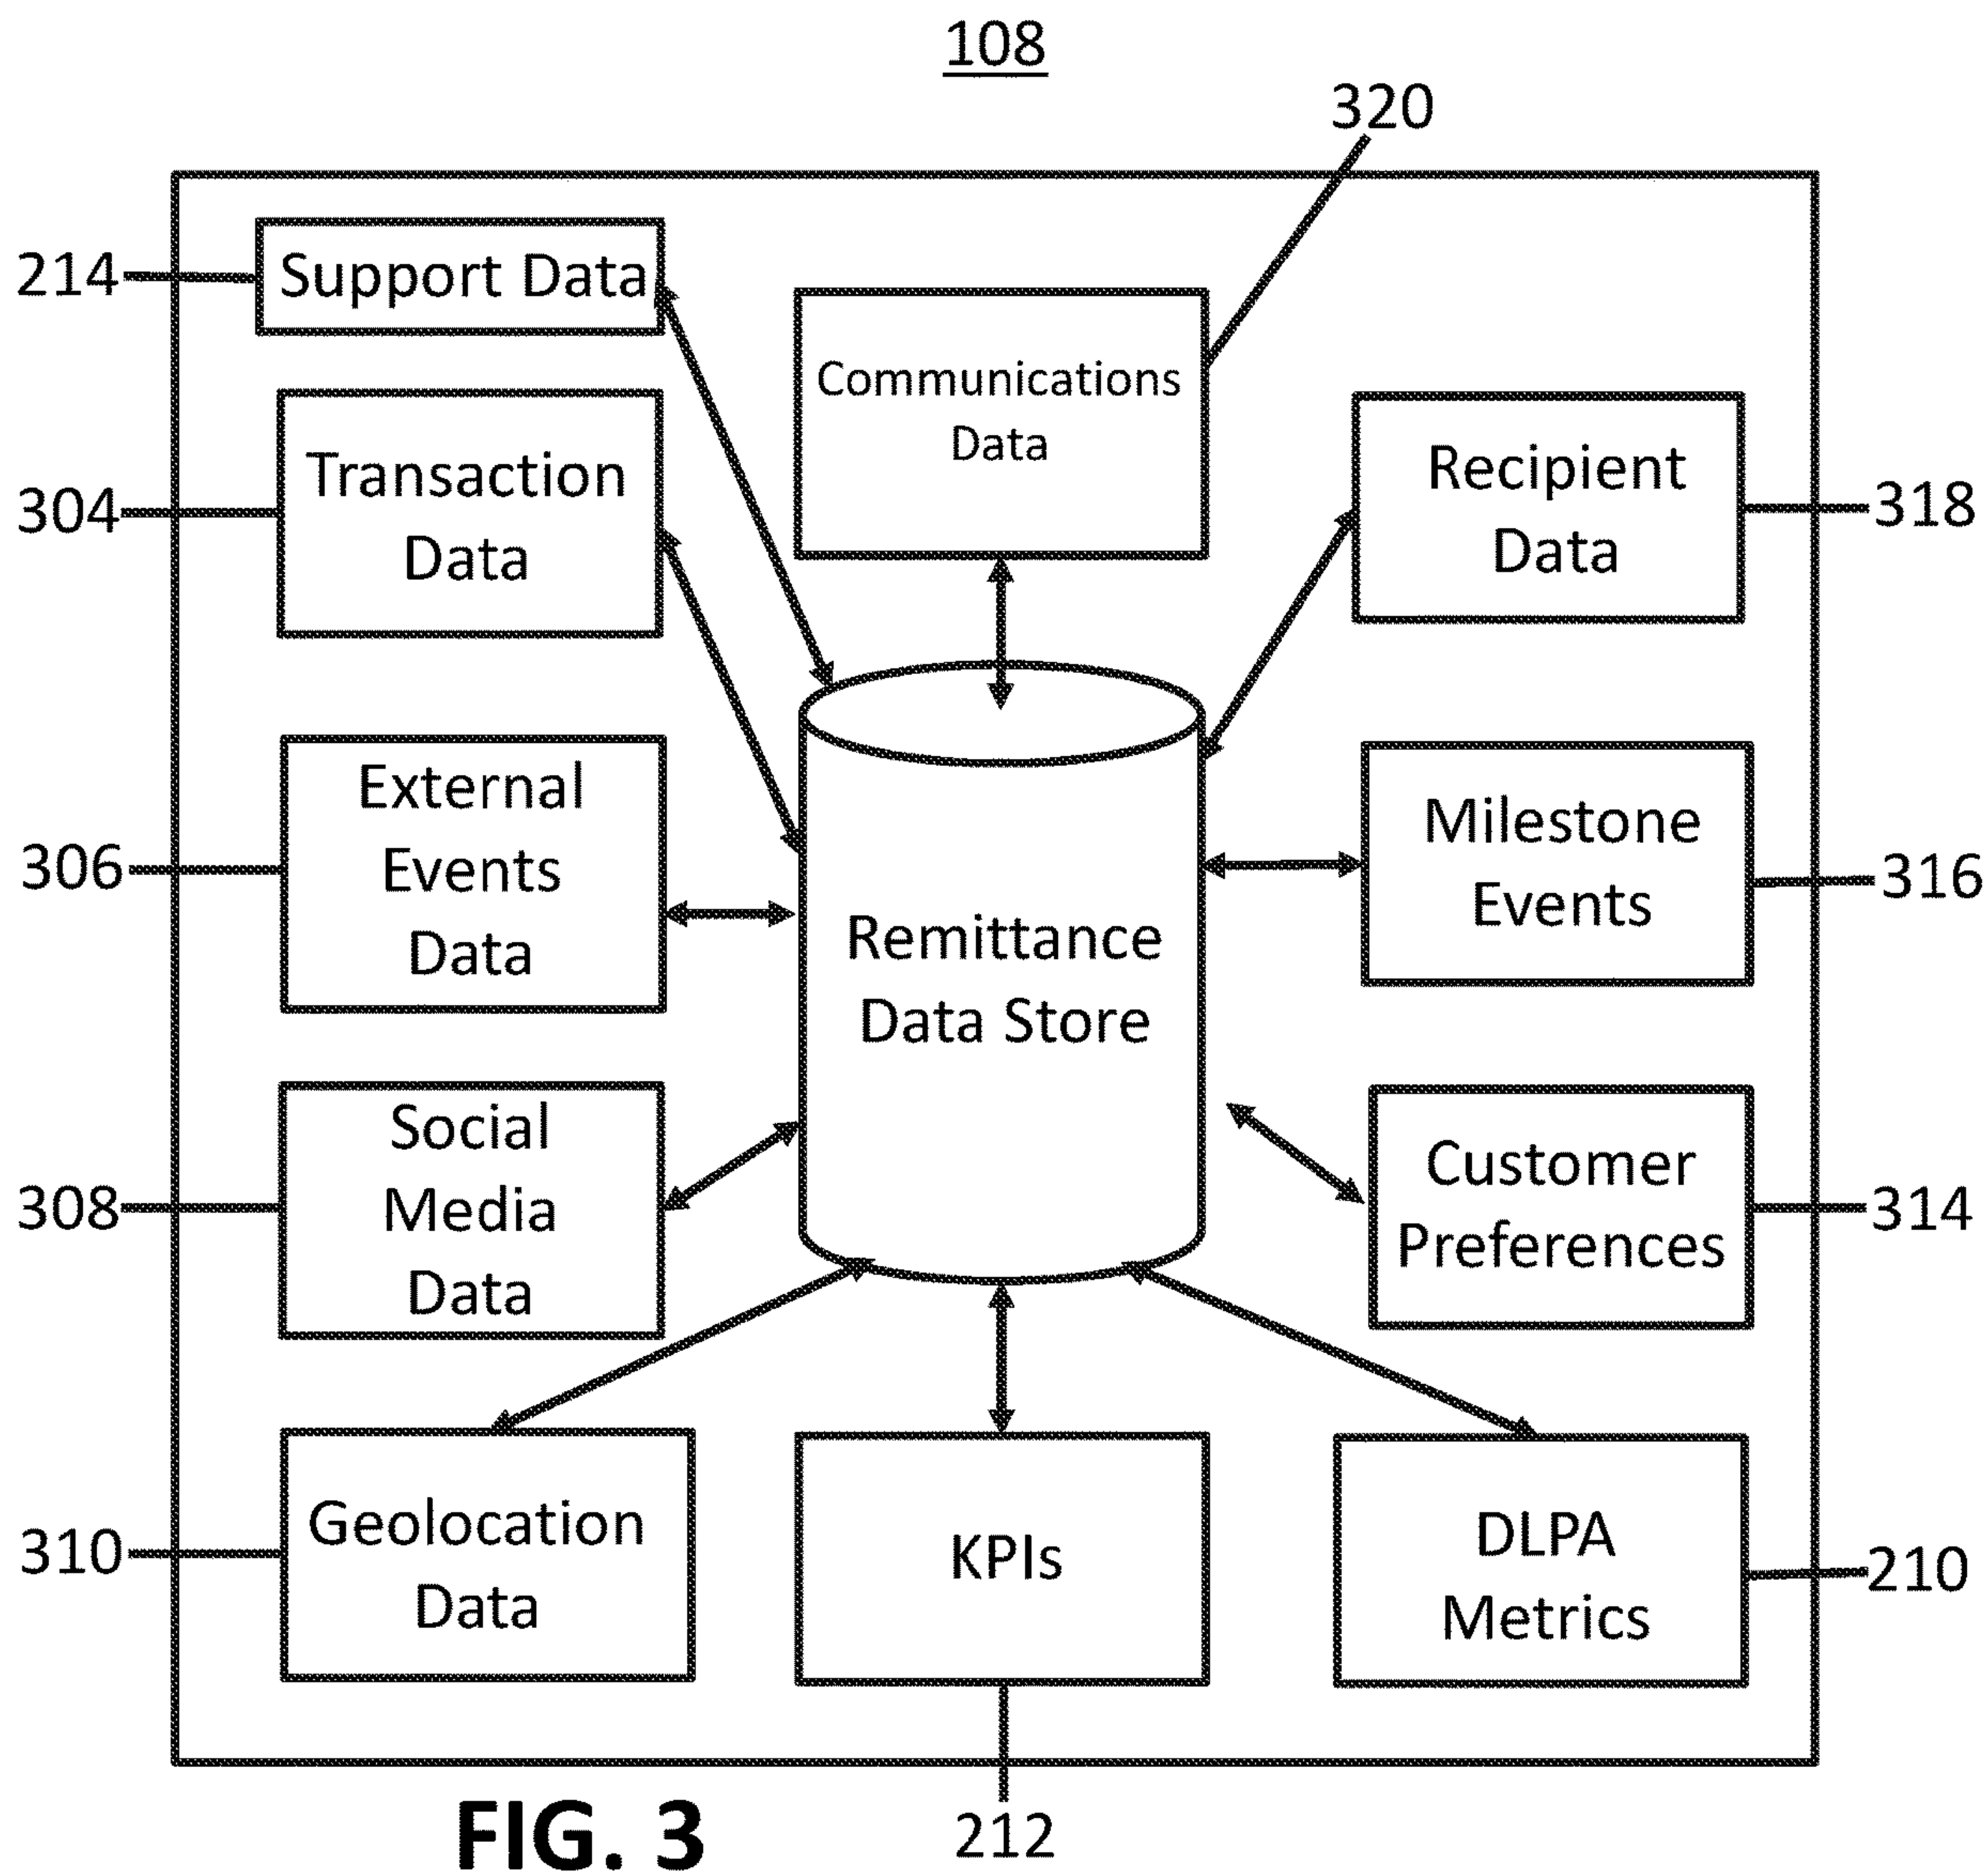 108
320
214
Support Data
Communications
Data
304
Transaction
Data
Recipient
Data
318
306
External
Events
Data
Milestone
Events
316
Remittance
Data Store
308
Social
Media
Data
Customer
Preferences
314
310
Geolocation
Data
KPIs
DLPA
Metrics
210
212
FIG. 3